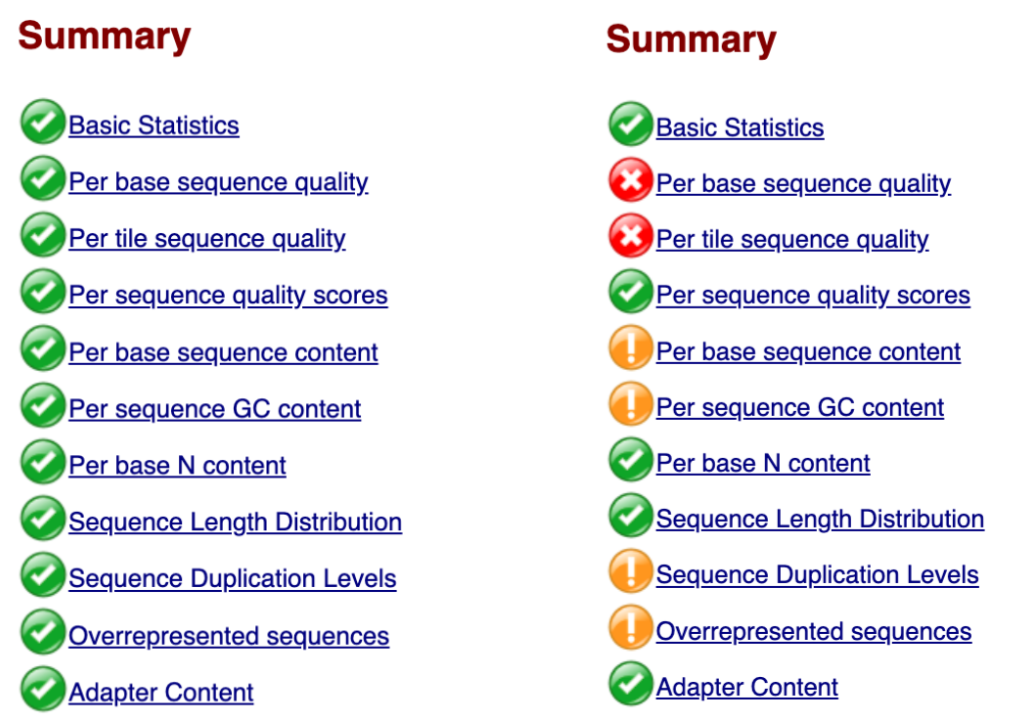 Summary
Basic Statistics
Per base sequence quality
Per tile sequence quality
Per sequence quality scores
Per base sequence content
Per sequence GC content
Per base N content
Sequence Length Distribution
Sequence Duplication Levels
Overrepresented sequences
Adapter Content
Summary
Basic Statistics
Per base sequence quality
Per tile sequence quality
Per sequence quality scores
Per base sequence content
Per sequence GC content
Per base N content
Sequence Length Distribution
Sequence Duplication Levels
Overrepresented sequences
Adapter Content